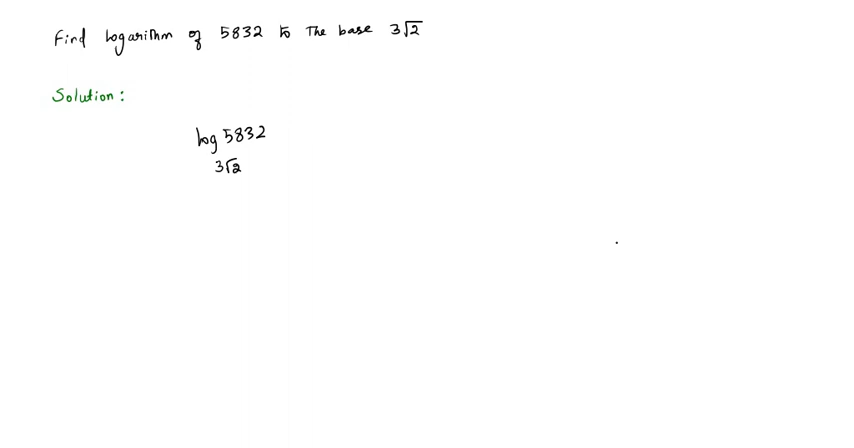 Find Logarithm of 5832 to The base 3√2
Solution:
log 5832
3√2